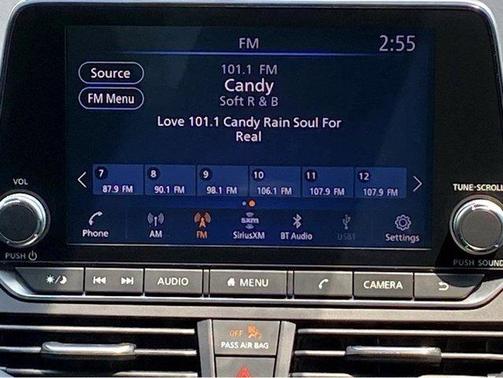 FM
2:55
Source
101.1 FM
FM Menu
Candy
Soft R & B
Love 101.1 Candy Rain Soul For
Real
7 8 9 10 11 12
87.9 FM 90.1 FM 98.1 FM 106.1 FM 107.9 FM 107.9 FM
VOL
TUNE-SCROLL
Phone AM FM SiriusXM BT Audio USB1 Settings
sxm
PUSH
PUSH SOUND
AUDIO
MENU
CAMERA
OFF
PASS AIR BAG